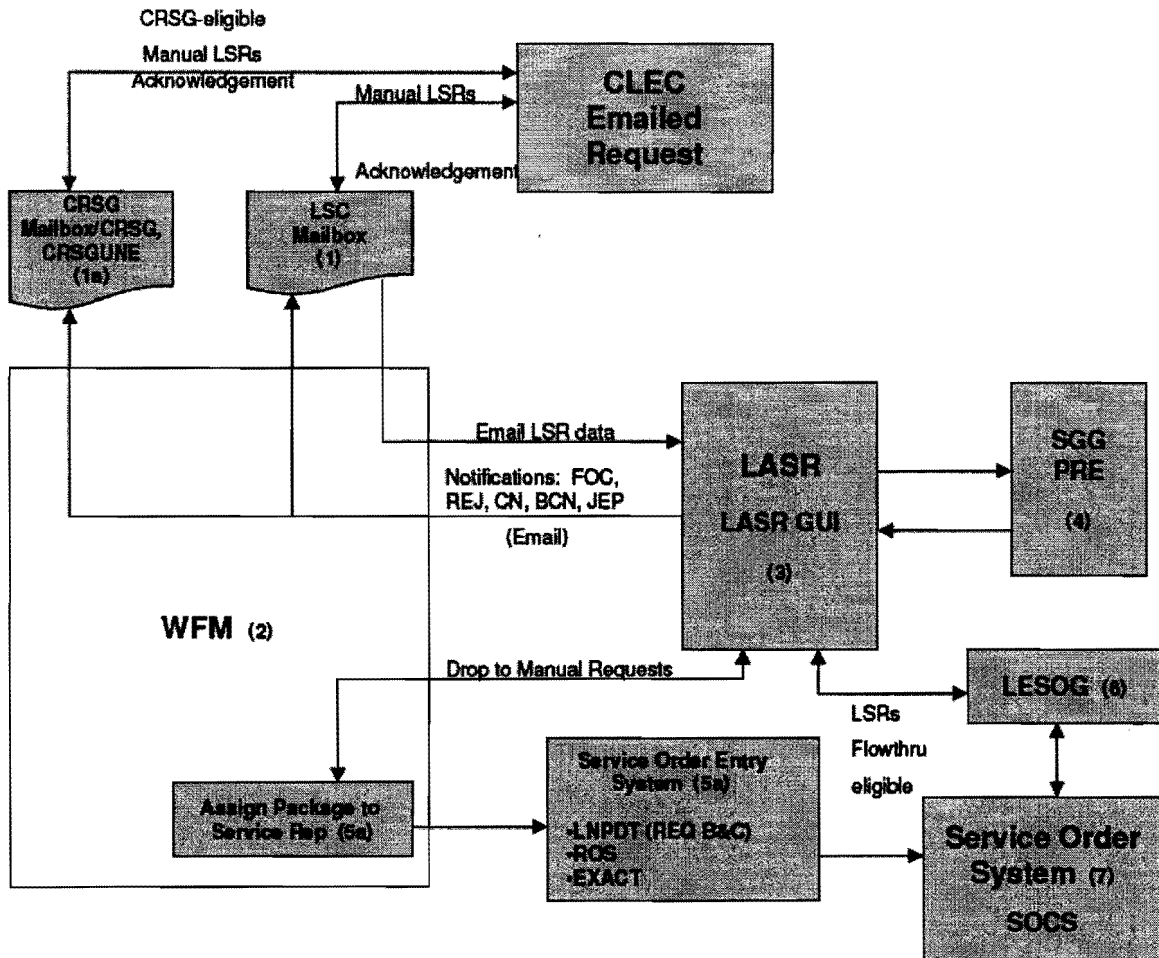 CRSG-eligible
Manual LSRs
Acknowledgement
CLEC
Emailed
Request
Manual LSRs
Acknowledgement
CRSG
Mailbox/CRSG,
CRSGUNE
(1a)
LSC
Mailbox
(1)
Email LSR data
Notifications: FOC,
REJ, CN, BCN, JEP
(Email)
LASR
LASR GUI
(3)
SGG
PRE
(4)
WFM (2)
Drop to Manual Requests
LESOG (6)
LSRs
Flowthru
eligible
Assign Package to
Service Rep (5a)
Service Order Entry
System (5a)
•LNPDT (REQ B&C)
•ROS
•EXACT
Service Order
System (7)
SOCS